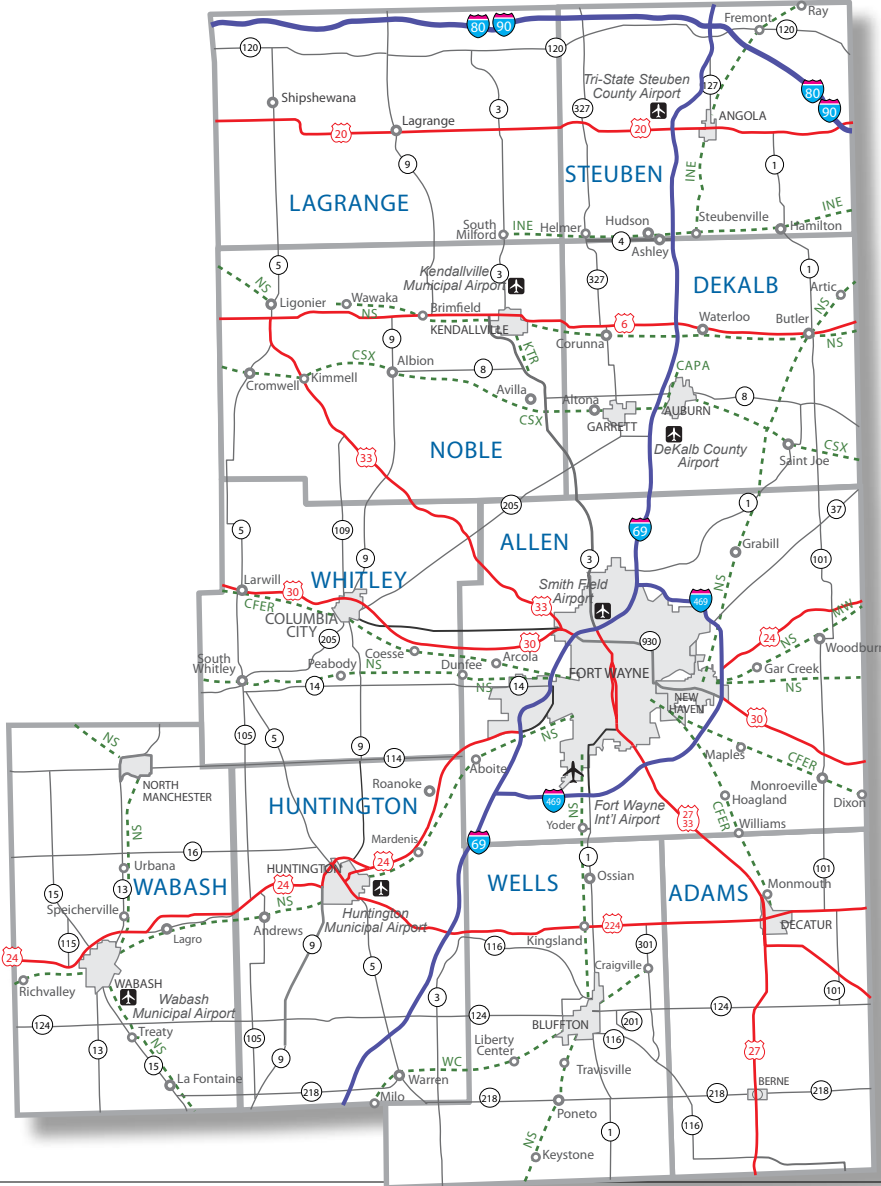 Ray
Fremont
80
90
120
120
120
Tri-State Steuben
County Airport
127
80
90
Shipshewana
3
327
ANGOLA
Lagrange
20
20
9
1
INE
STEUBEN
LAGRANGE
INE
South
Milford
INE
Helmer
Hudson
Steubenville
Hamilton
4
Ashley
5
Kendallville
Municipal Airport
3
327
DEKALB
1
Artic
NS
NS
Ligonier
Wawaka
NS
Brimfield
KENDALLVILLE
6
Waterloo
Butler
NS
Corunna
9
KTB
CSX
Albion
8
CAPA
Cromwell
Kimmell
Avilla
Altona
AUBURN
8
CSX
GARRETT
DeKalb County
Airport
CSX
Saint Joe
NOBLE
33
205
1
37
5
109
9
69
ALLEN
3
Grabill
101
WHITLEY
Larwill
30
CFER
Smith Field
Airport
NS
469
COLUMBIA
CITY
33
MW
205
30
930
24
NS
Woodburn
South
Whitley
Coesse
Peabody
NS
Dunfee
Arcola
FORT WAYNE
Gar Creek
14
NS
14
NEW
HAVEN
NS
105
5
9
NS
30
NS
114
Aboite
Maples
CFER
NORTH
MANCHESTER
Roanoke
469
Monroeville
HUNTINGTON
NS
Fort Wayne
Int'l Airport
CFER
Hoagland
Dixon
NS
Mardenis
Yoder
27
33
Williams
16
69
Urbana
HUNTINGTON
24
1
101
WABASH
13
15
24
WELLS
Ossian
ADAMS
Monmouth
Speicherville
NS
Huntington
Municipal Airport
DECATUR
115
Lagro
Andrews
9
224
24
116
Kingsland
301
Richvalley
5
Craigville
101
WABASH
Wabash
Municipal Airport
3
124
124
124
BLUFFTON
201
Treaty
13
NS
105
Liberty
Center
116
27
15
9
WC
Travisville
La Fontaine
Warren
BERNE
218
218
218
218
Milo
Poneto
1
116
NS
Keystone